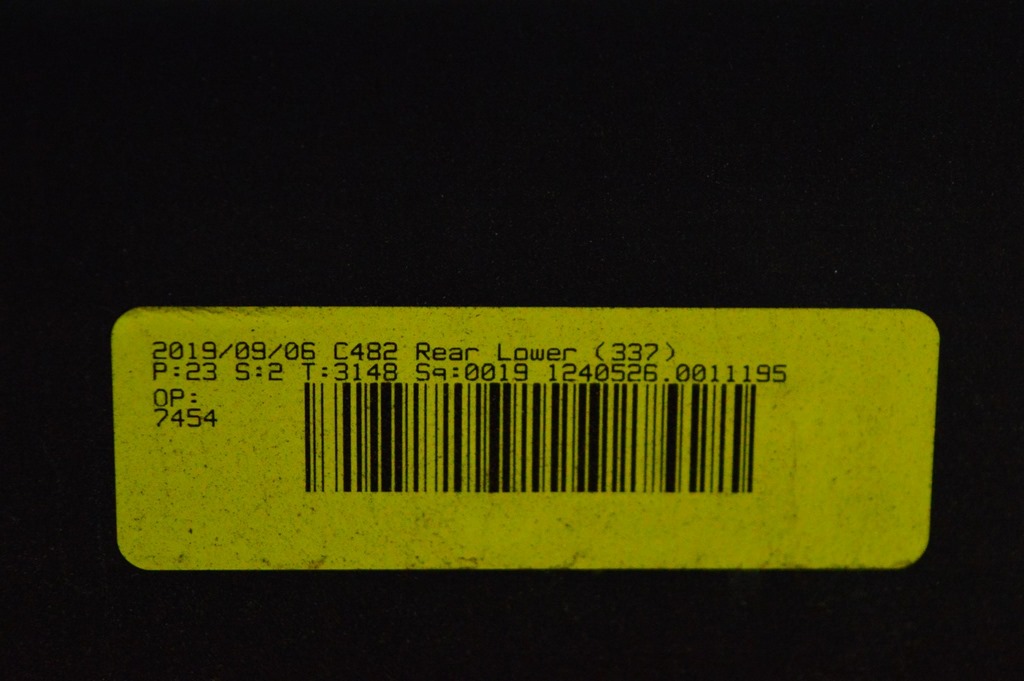 2019/09/06 C482 Rear Lower (337)
P:23 S:2 T:3148 Sq:0019 1240526.0011195
OP:
7454